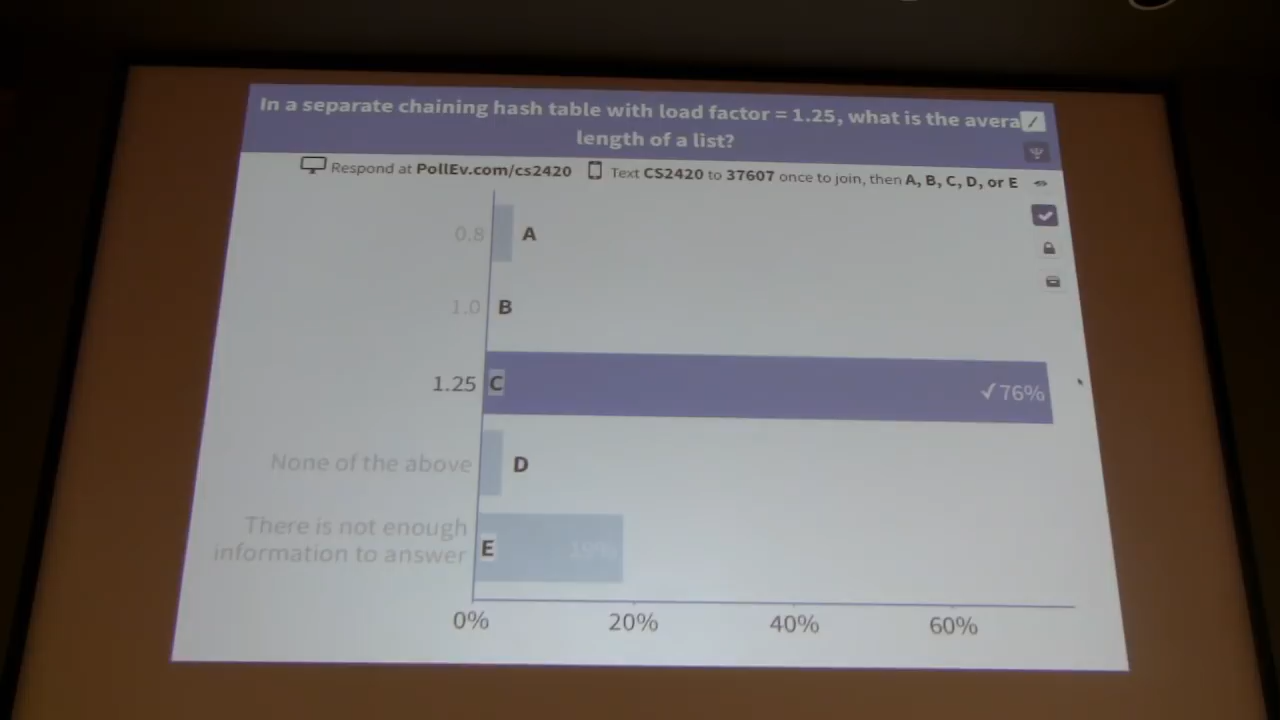 In a separate chaining hash table with load factor = 1.25, what is the avera
length of a list?
Respond at PollEv.com/cs2420 Text CS2420 to 37607 once to join, then A, B, C, D, or E
0.8 A
1.0 B
1.25 C ✓76%
None of the above D
There is not enough
information to answer E 19%
0% 20% 40% 60%